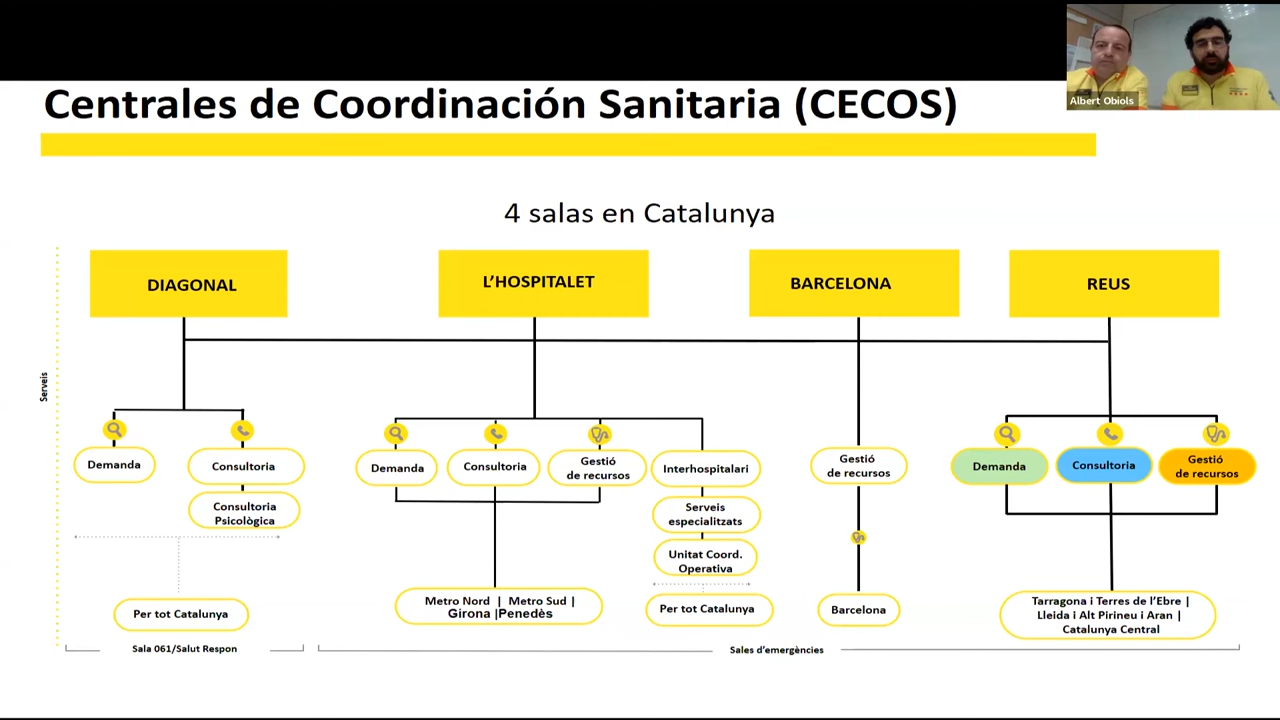 Albert Obiols
Centrales de Coordinación Sanitaria (CECOS)
4 salas en Catalunya
DIAGONAL
L'HOSPITALET
BARCELONA
REUS
Serveis
Demanda
Consultoria
Consultoria
Psicològica
Per tot Catalunya
Sala 061/Salut Respon
Demanda
Consultoria
Gestió
de recursos
Interhospitalari
Serveis
especialitzats
Unitat Coord.
Operativa
Metro Nord | Metro Sud |
Girona |Penedès
Per tot Catalunya
Gestió
de recursos
Barcelona
Demanda
Consultoria
Gestió
de recursos
Tarragona i Terres de l'Ebre |
Lleida i Alt Pirineu i Aran |
Catalunya Central
Sales d'emergències